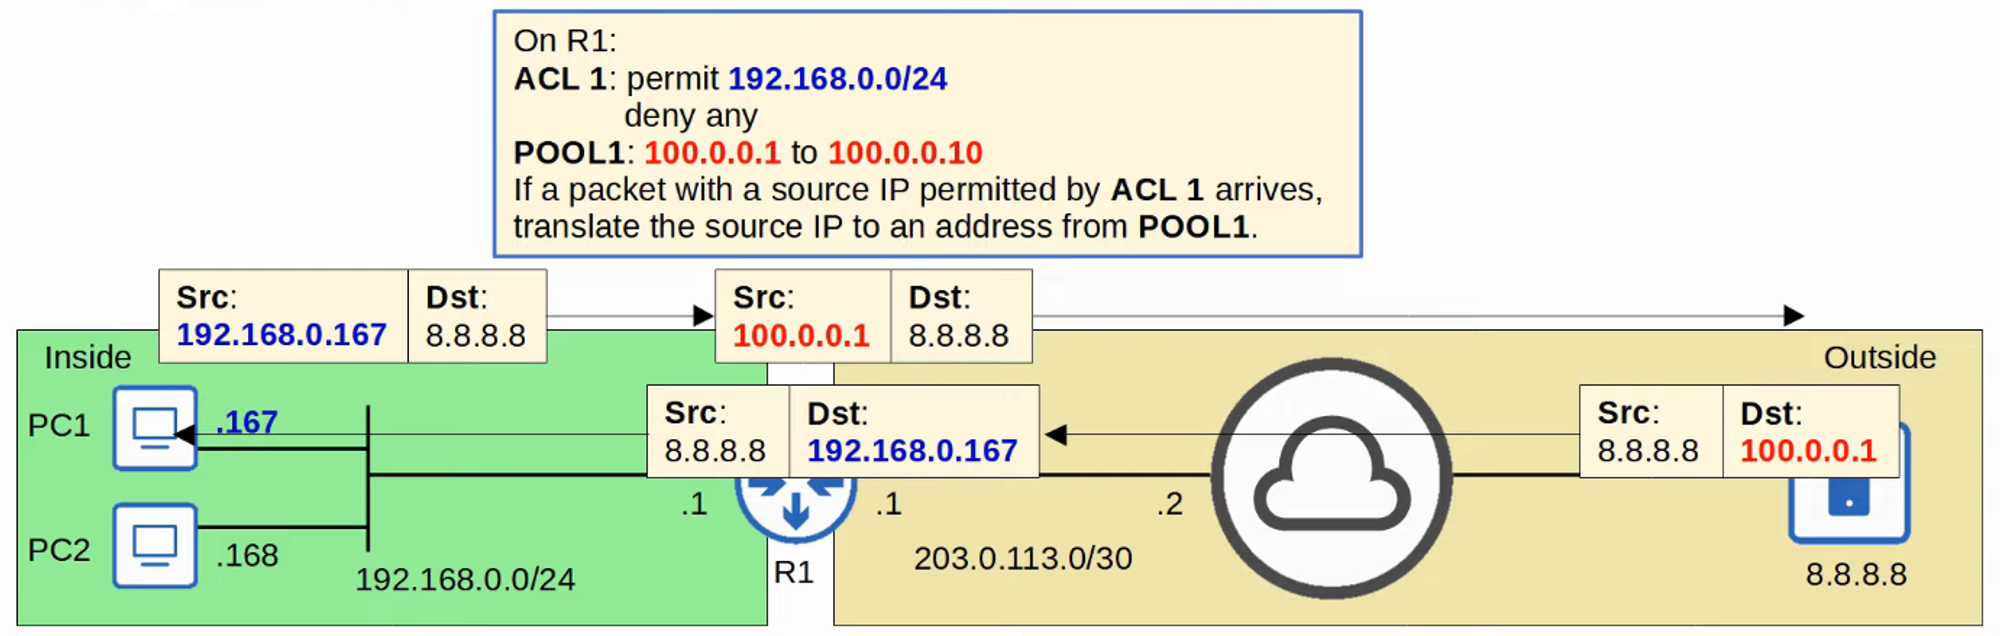 On R1:
ACL 1: permit 192.168.0.0/24
deny any
POOL1: 100.0.0.1 to 100.0.0.10
If a packet with a source IP permitted by ACL 1 arrives,
translate the source IP to an address from POOL1.
Src: Dst:
192.168.0.167 8.8.8.8
Src: Dst:
100.0.0.1 8.8.8.8
Inside
Outside
PC1
.167
Src: Dst:
8.8.8.8 192.168.0.167
Src: Dst:
8.8.8.8 100.0.0.1
.1
.1
.2
PC2
.168
192.168.0.0/24
R1
203.0.113.0/30
8.8.8.8